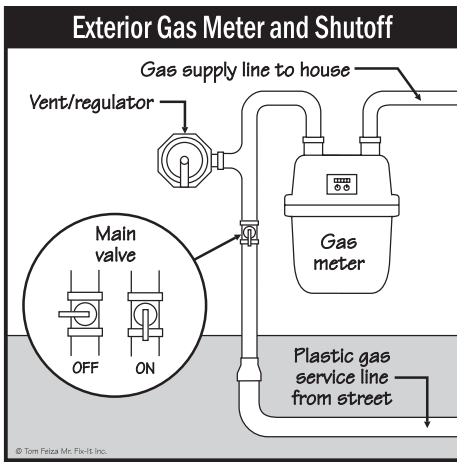 Exterior Gas Meter and Shutoff
Gas supply line to house
Vent/regulator
Main
valve
Gas
meter
OFF
ON
Plastic gas
service line
from street
© Tom Feiza Mr. Fix-It Inc.